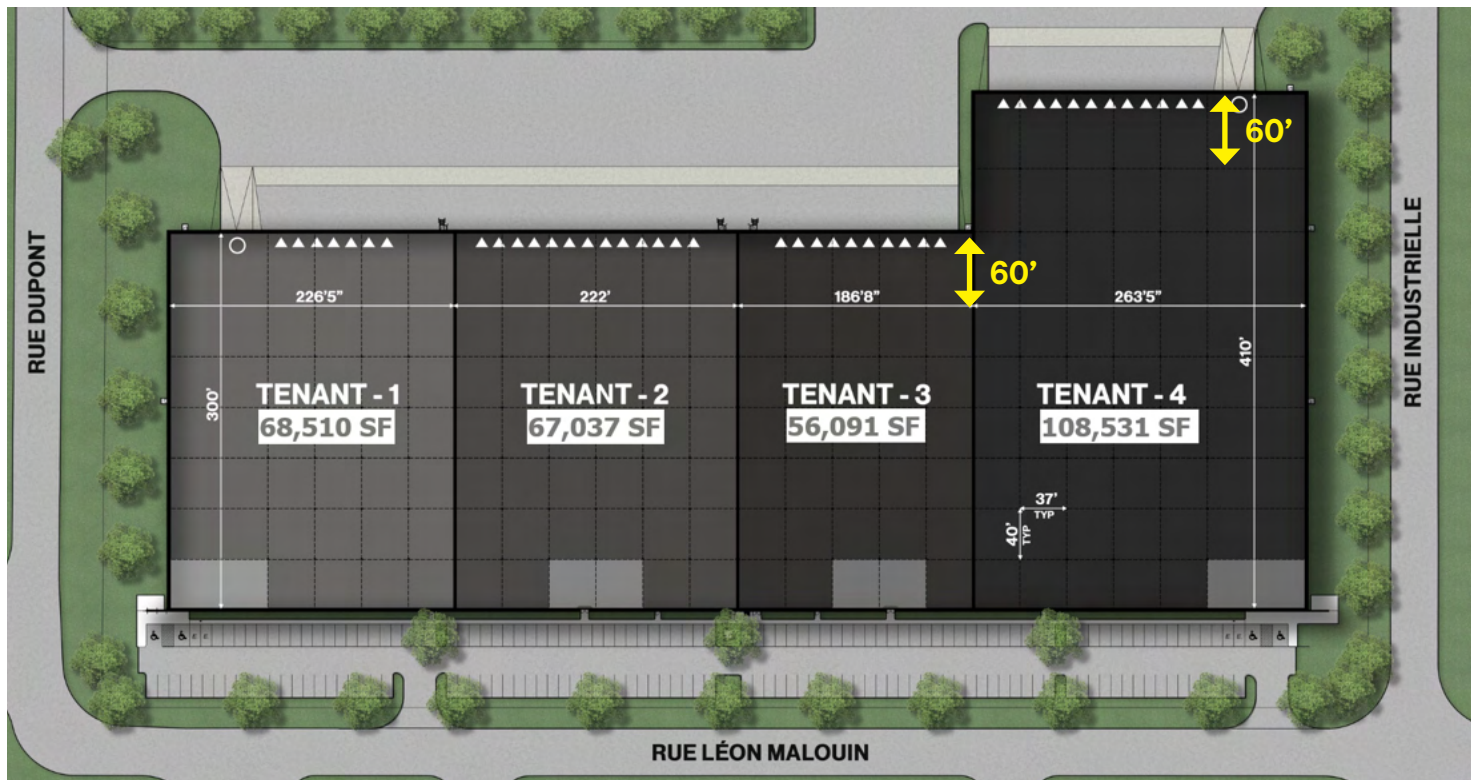 60'
60'
226'5"
222'
186'8"
263'5"
300'
410'
TENANT - 1
68,510 SF
TENANT - 2
67,037 SF
TENANT - 3
56,091 SF
TENANT - 4
108,531 SF
37'
TYP
40'
TYP
RUE DUPONT
RUE INDUSTRIELLE
RUE LÉON MALOUIN